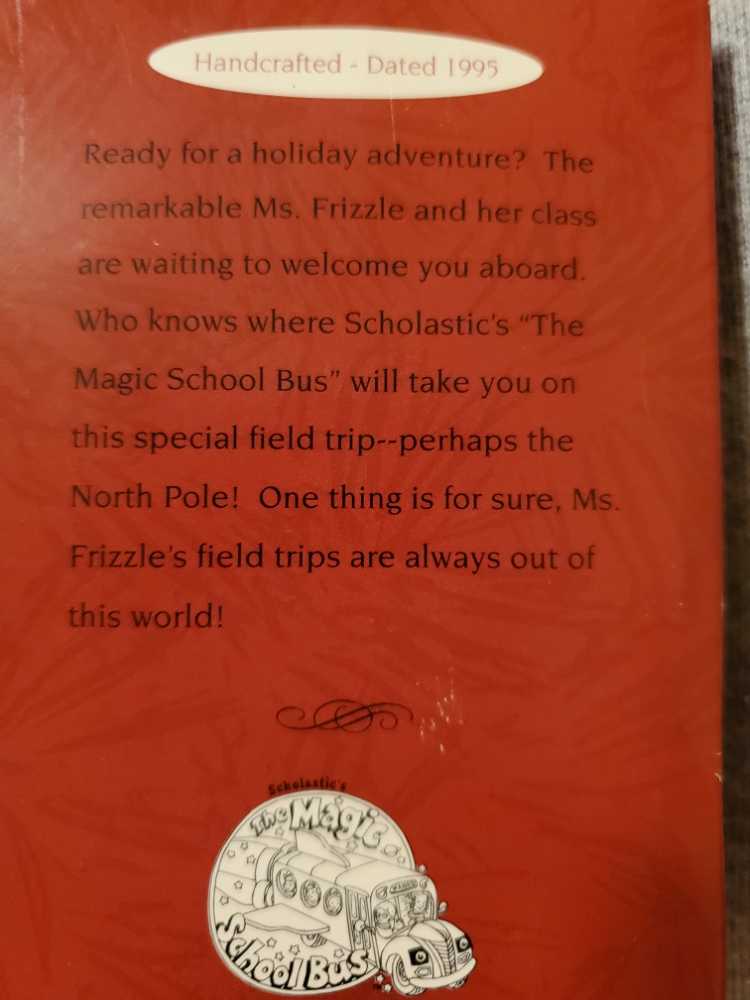 Handcrafted - Dated 1995
Ready for a holiday adventure? The
remarkable Ms. Frizzle and her class
are waiting to welcome you aboard.
Who knows where Scholastic's "The
Magic School Bus" will take you on
this special field trip--perhaps the
North Pole! One thing is for sure, Ms.
Frizzle's field trips are always out of
this world!
Scholastic's
The Magic
School Bus